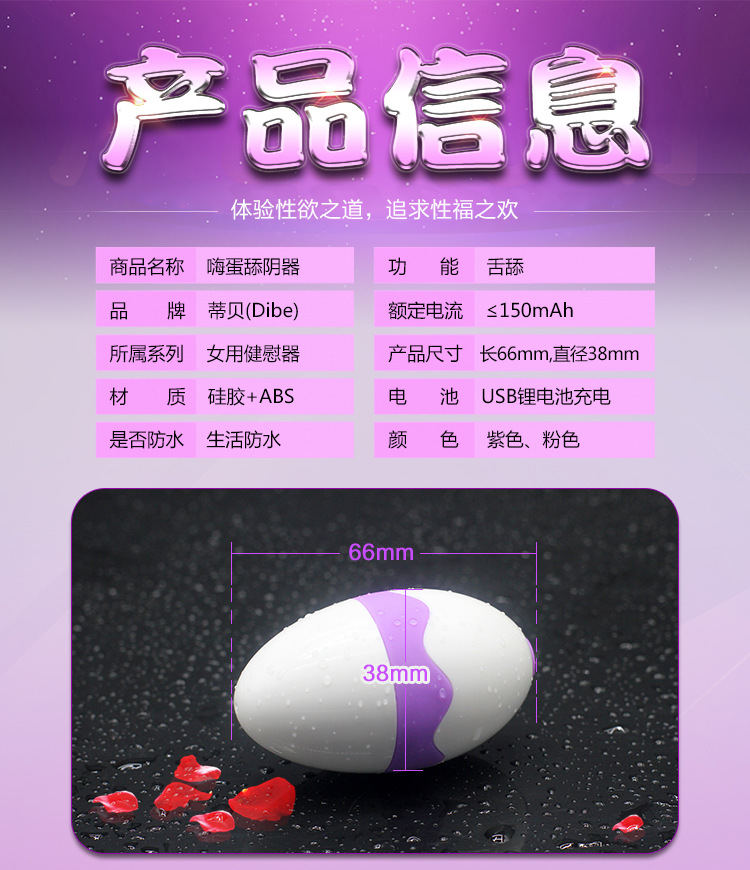 产品信息
体验性欲之道，追求性福之欢
商品名称 嗨蛋舔阴器 功能 舌舔
品牌 蒂贝(Dibe) 额定电流 ≤150mAh
所属系列 女用健慰器 产品尺寸 长66mm,直径38mm
材质 硅胶+ABS 电池 USB锂电池充电
是否防水 生活防水 颜色 紫色、粉色
66mm
38mm